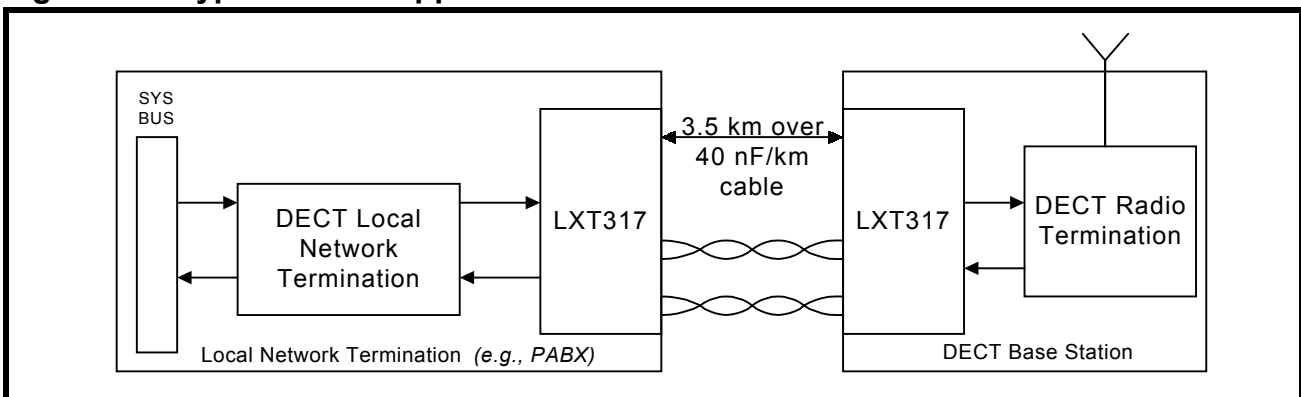 SYS
BUS
DECT Local
Network
Termination
LXT317
3.5 km over
40 nF/km
cable
LXT317
DECT Radio
Termination
Local Network Termination (e.g., PABX)
DECT Base Station